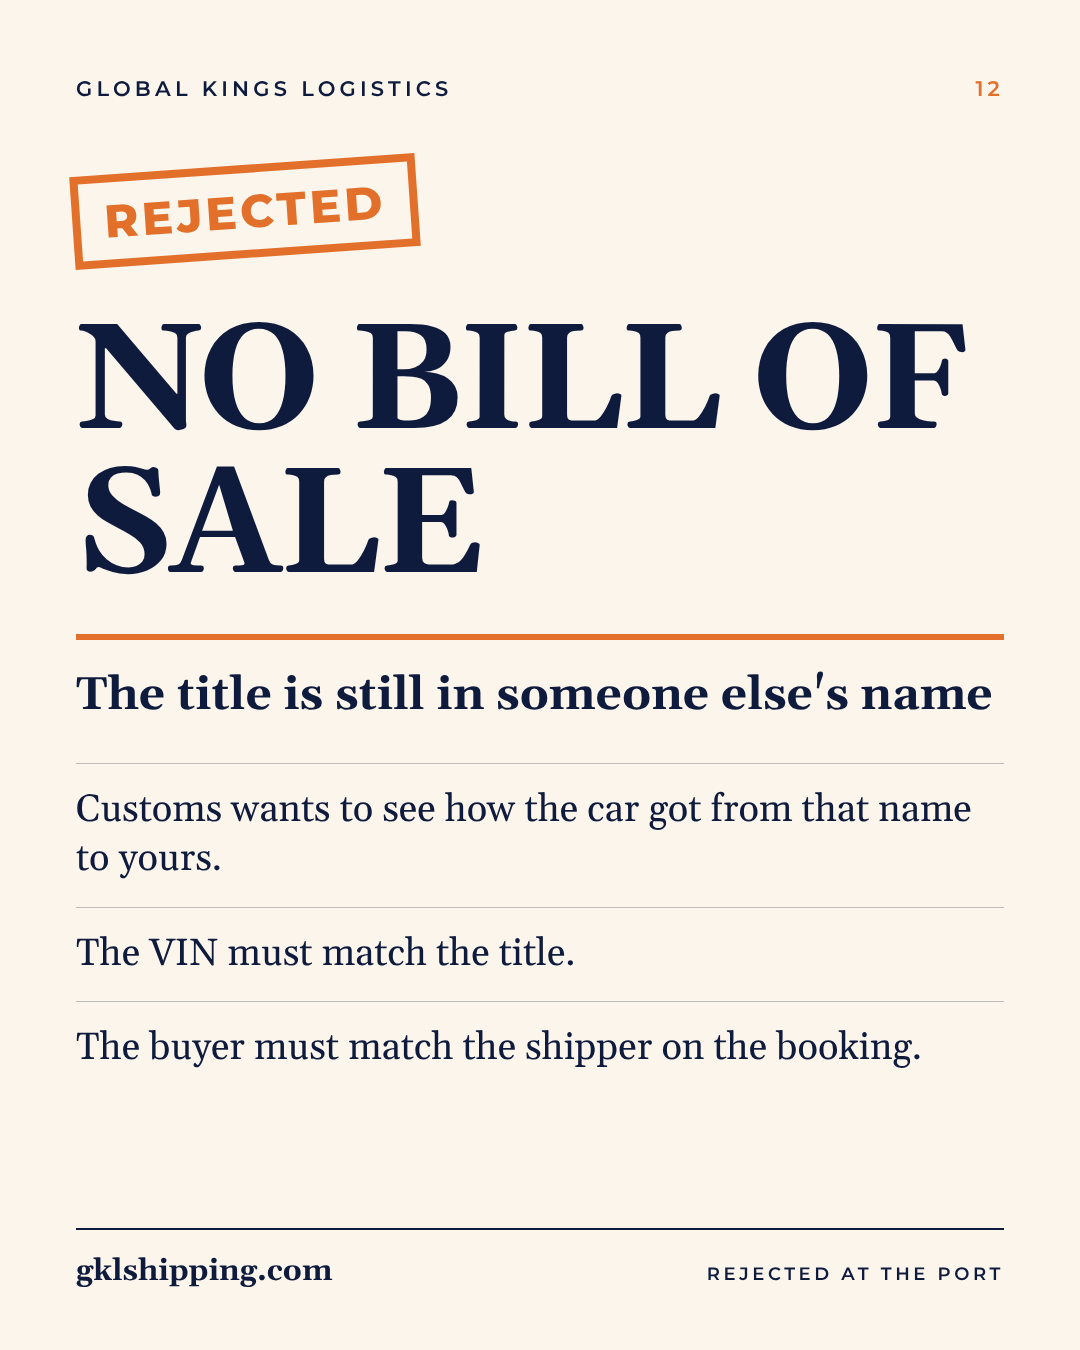 GLOBAL KINGS LOGISTICS
12
REJECTED
NO BILL OF
SALE
The title is still in someone else's name
Customs wants to see how the car got from that name
to yours.
The VIN must match the title.
The buyer must match the shipper on the booking.
gklshipping.com
REJECTED AT THE PORT